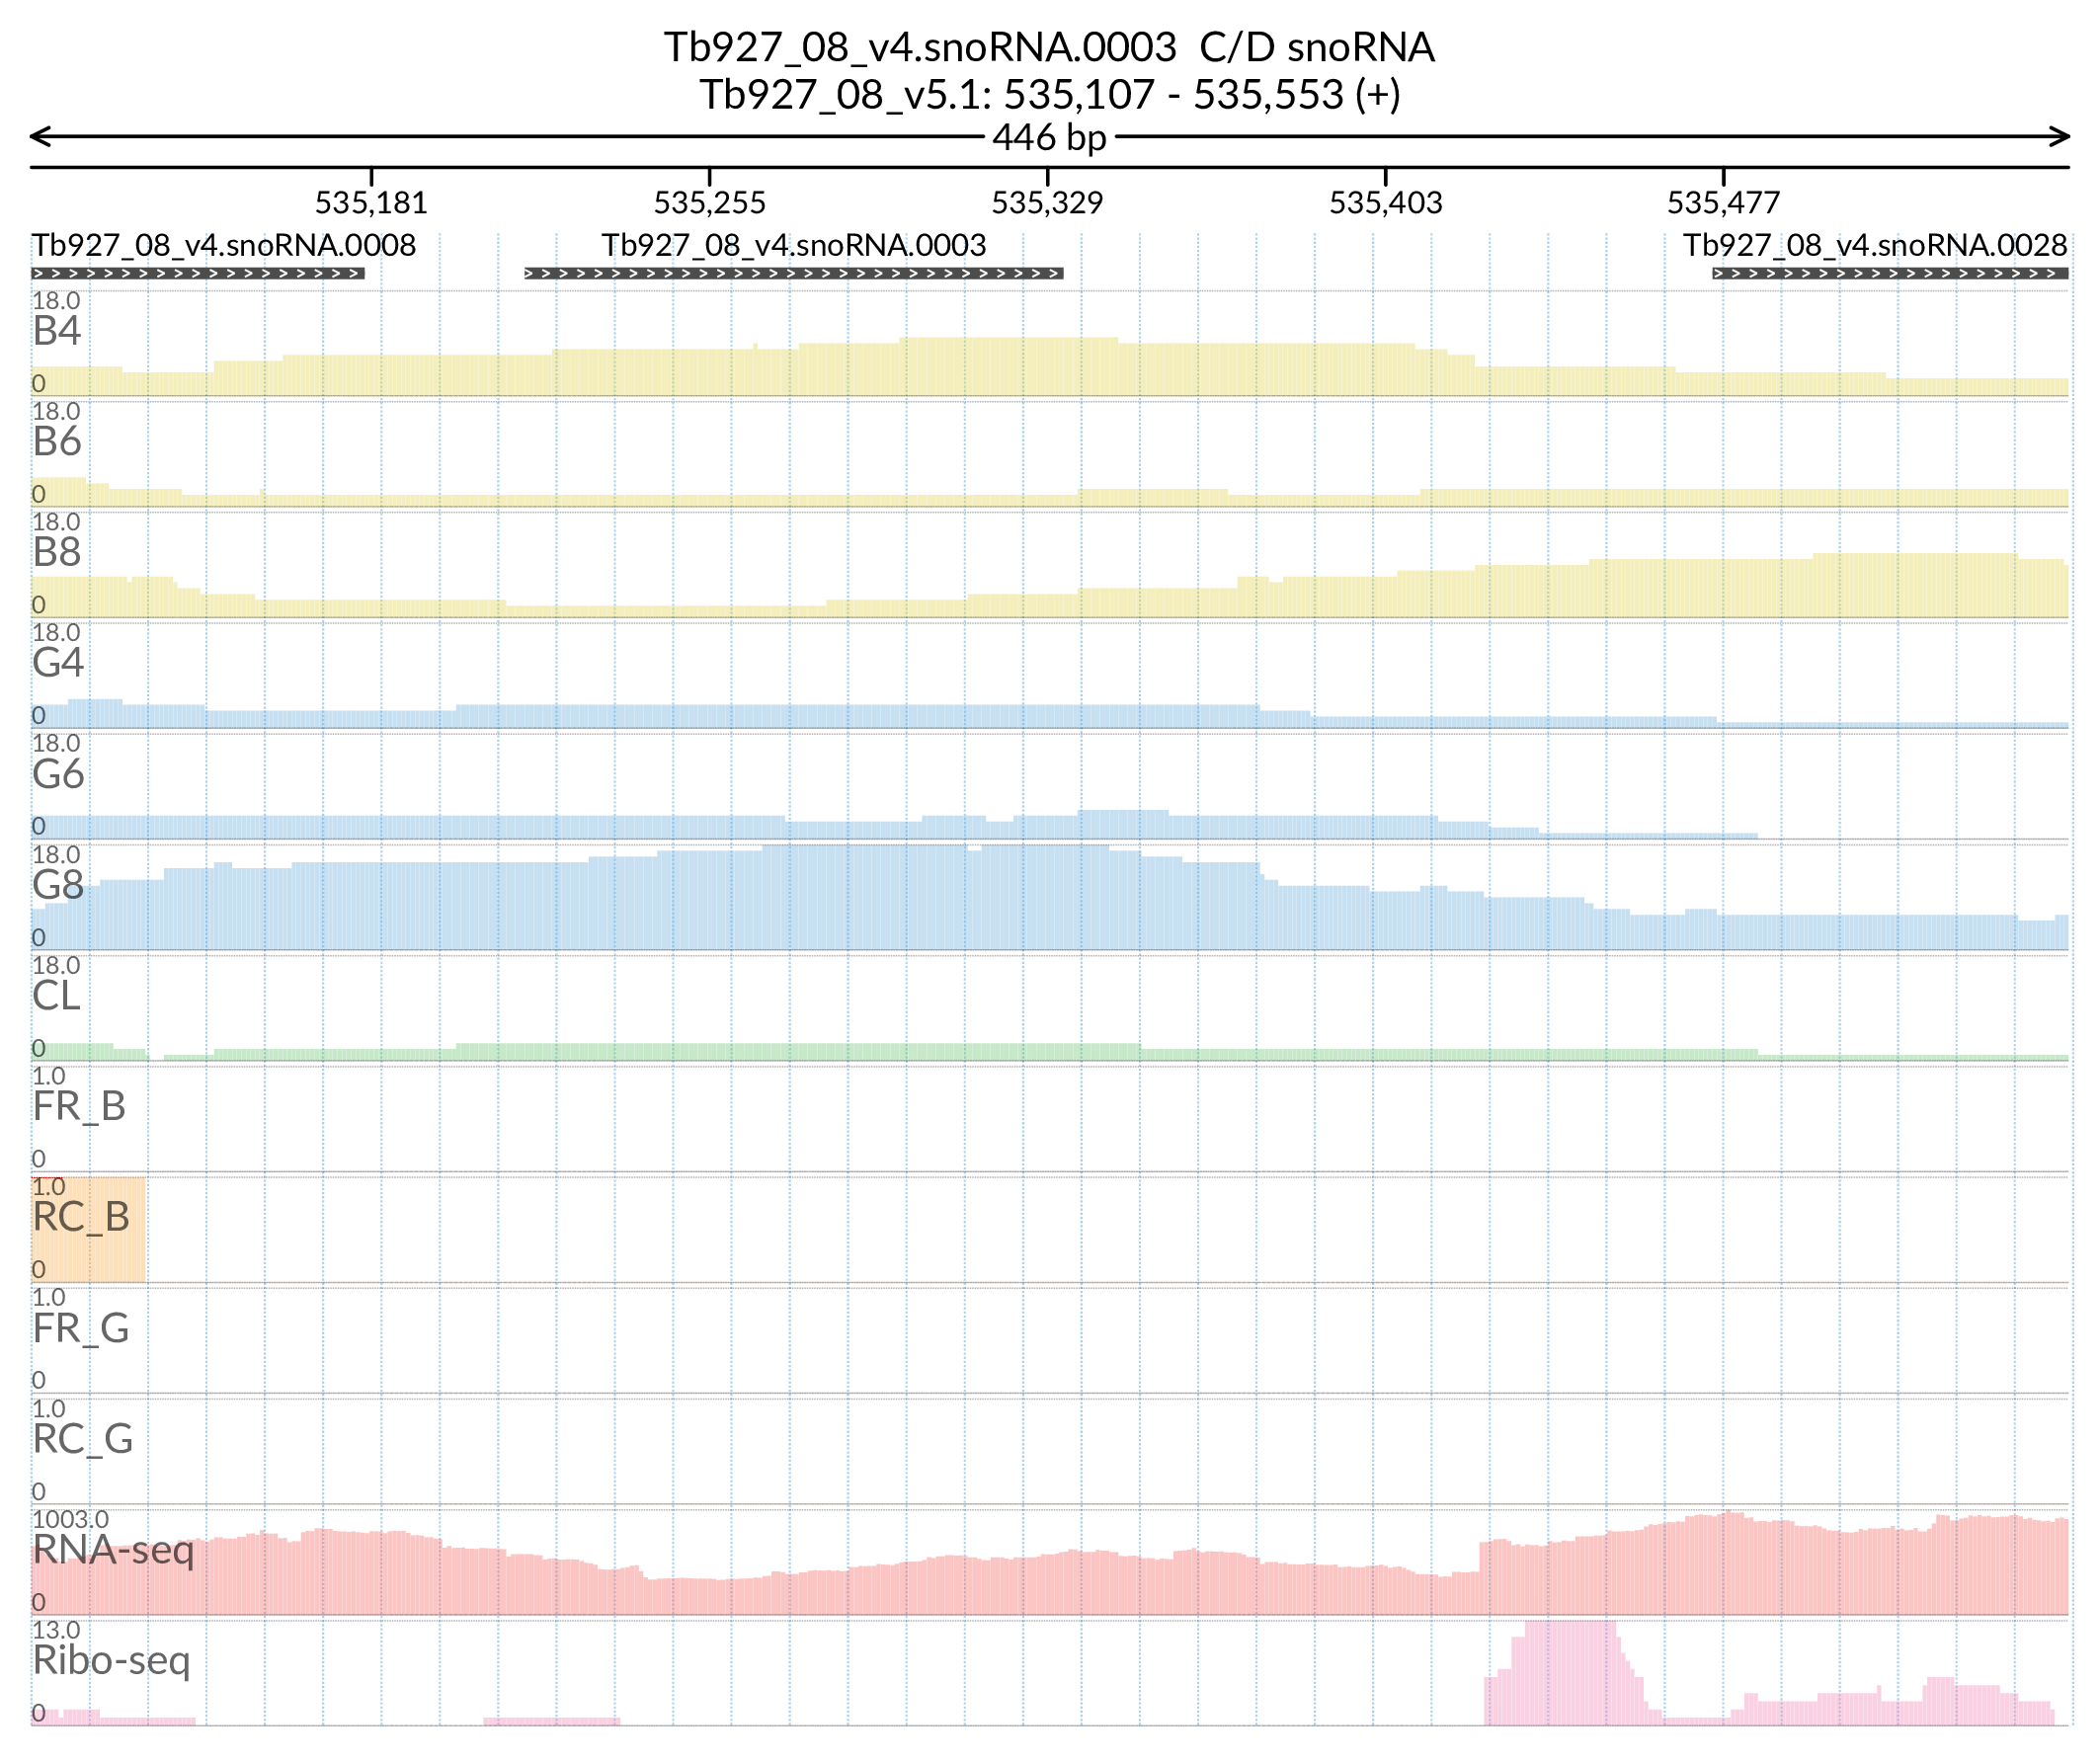 Tb927_08_v4.snoRNA.0003  C/D snoRNA
Tb927_08_v5.1: 535,107 - 535,553 (+)
446 bp
535,181 535,255 535,329 535,403 535,477
Tb927_08_v4.snoRNA.0008 Tb927_08_v4.snoRNA.0003 Tb927_08_v4.snoRNA.0028
18.0
B4
0
18.0
B6
0
18.0
B8
0
18.0
G4
0
18.0
G6
0
18.0
G8
0
18.0
CL
0
1.0
FR_B
0
1.0
RC_B
0
1.0
FR_G
0
1.0
RC_G
0
1003.0
RNA-seq
0
13.0
Ribo-seq
0